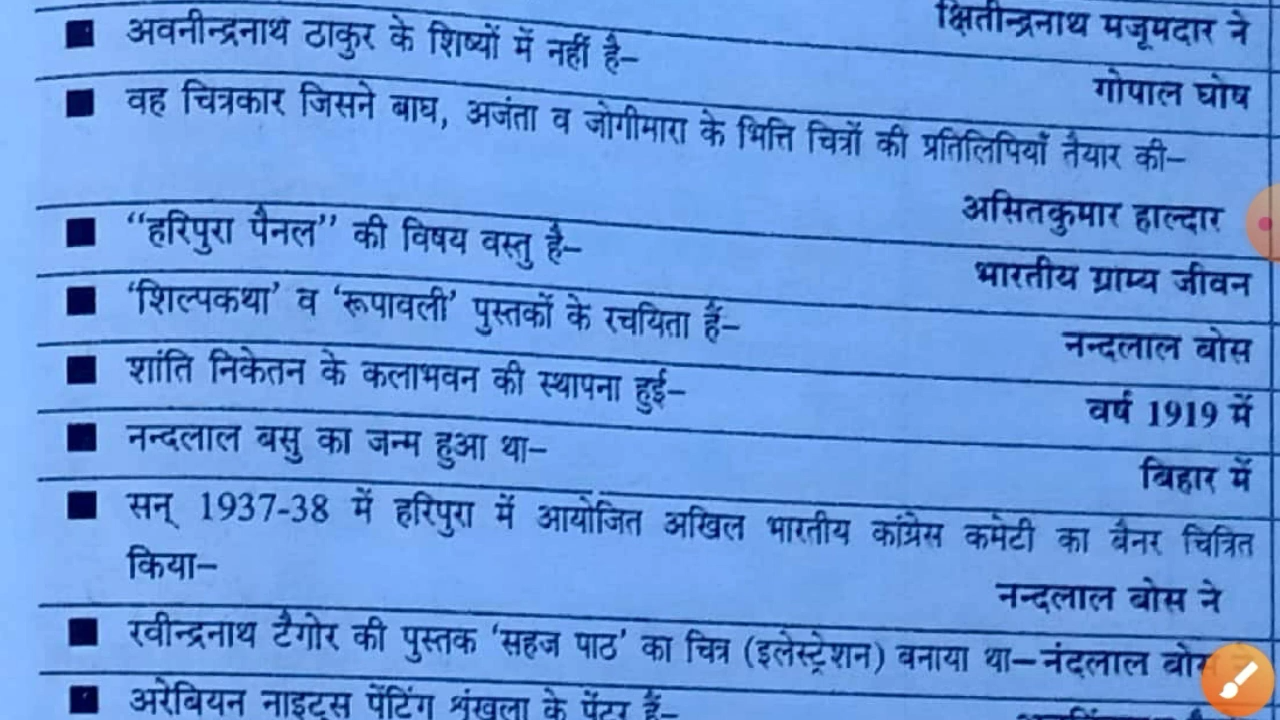 क्षितीन्द्रनाथ मजूमदार ने
■ अवनीन्द्रनाथ ठाकुर के शिष्यों में नहीं है–
गोपाल घोष
■ वह चित्रकार जिसने बाघ, अजंता व जोगीमारा के भित्ति चित्रों की प्रतिलिपियाँ तैयार की–
असितकुमार हाल्दार
■ ‘‘हरिपुरा पैनल’’ की विषय वस्तु है–
भारतीय ग्राम्य जीवन
■ ‘शिल्पकथा’ व ‘रूपावली’ पुस्तकों के रचयिता हैं–
नन्दलाल बोस
■ शांति निकेतन के कलाभवन की स्थापना हुई–
वर्ष 1919 में
■ नन्दलाल बसु का जन्म हुआ था–
बिहार में
■ सन् 1937-38 में हरिपुरा में आयोजित अखिल भारतीय कांग्रेस कमेटी का बैनर चित्रित
किया–
नन्दलाल बोस ने
■ रवीन्द्रनाथ टैगोर की पुस्तक ‘सहज पाठ’ का चित्र (इलेस्ट्रेशन) बनाया था–नंदलाल बोस
■ अरेबियन नाइट्स पेंटिंग श्रृंखला के पेंटर हैं–